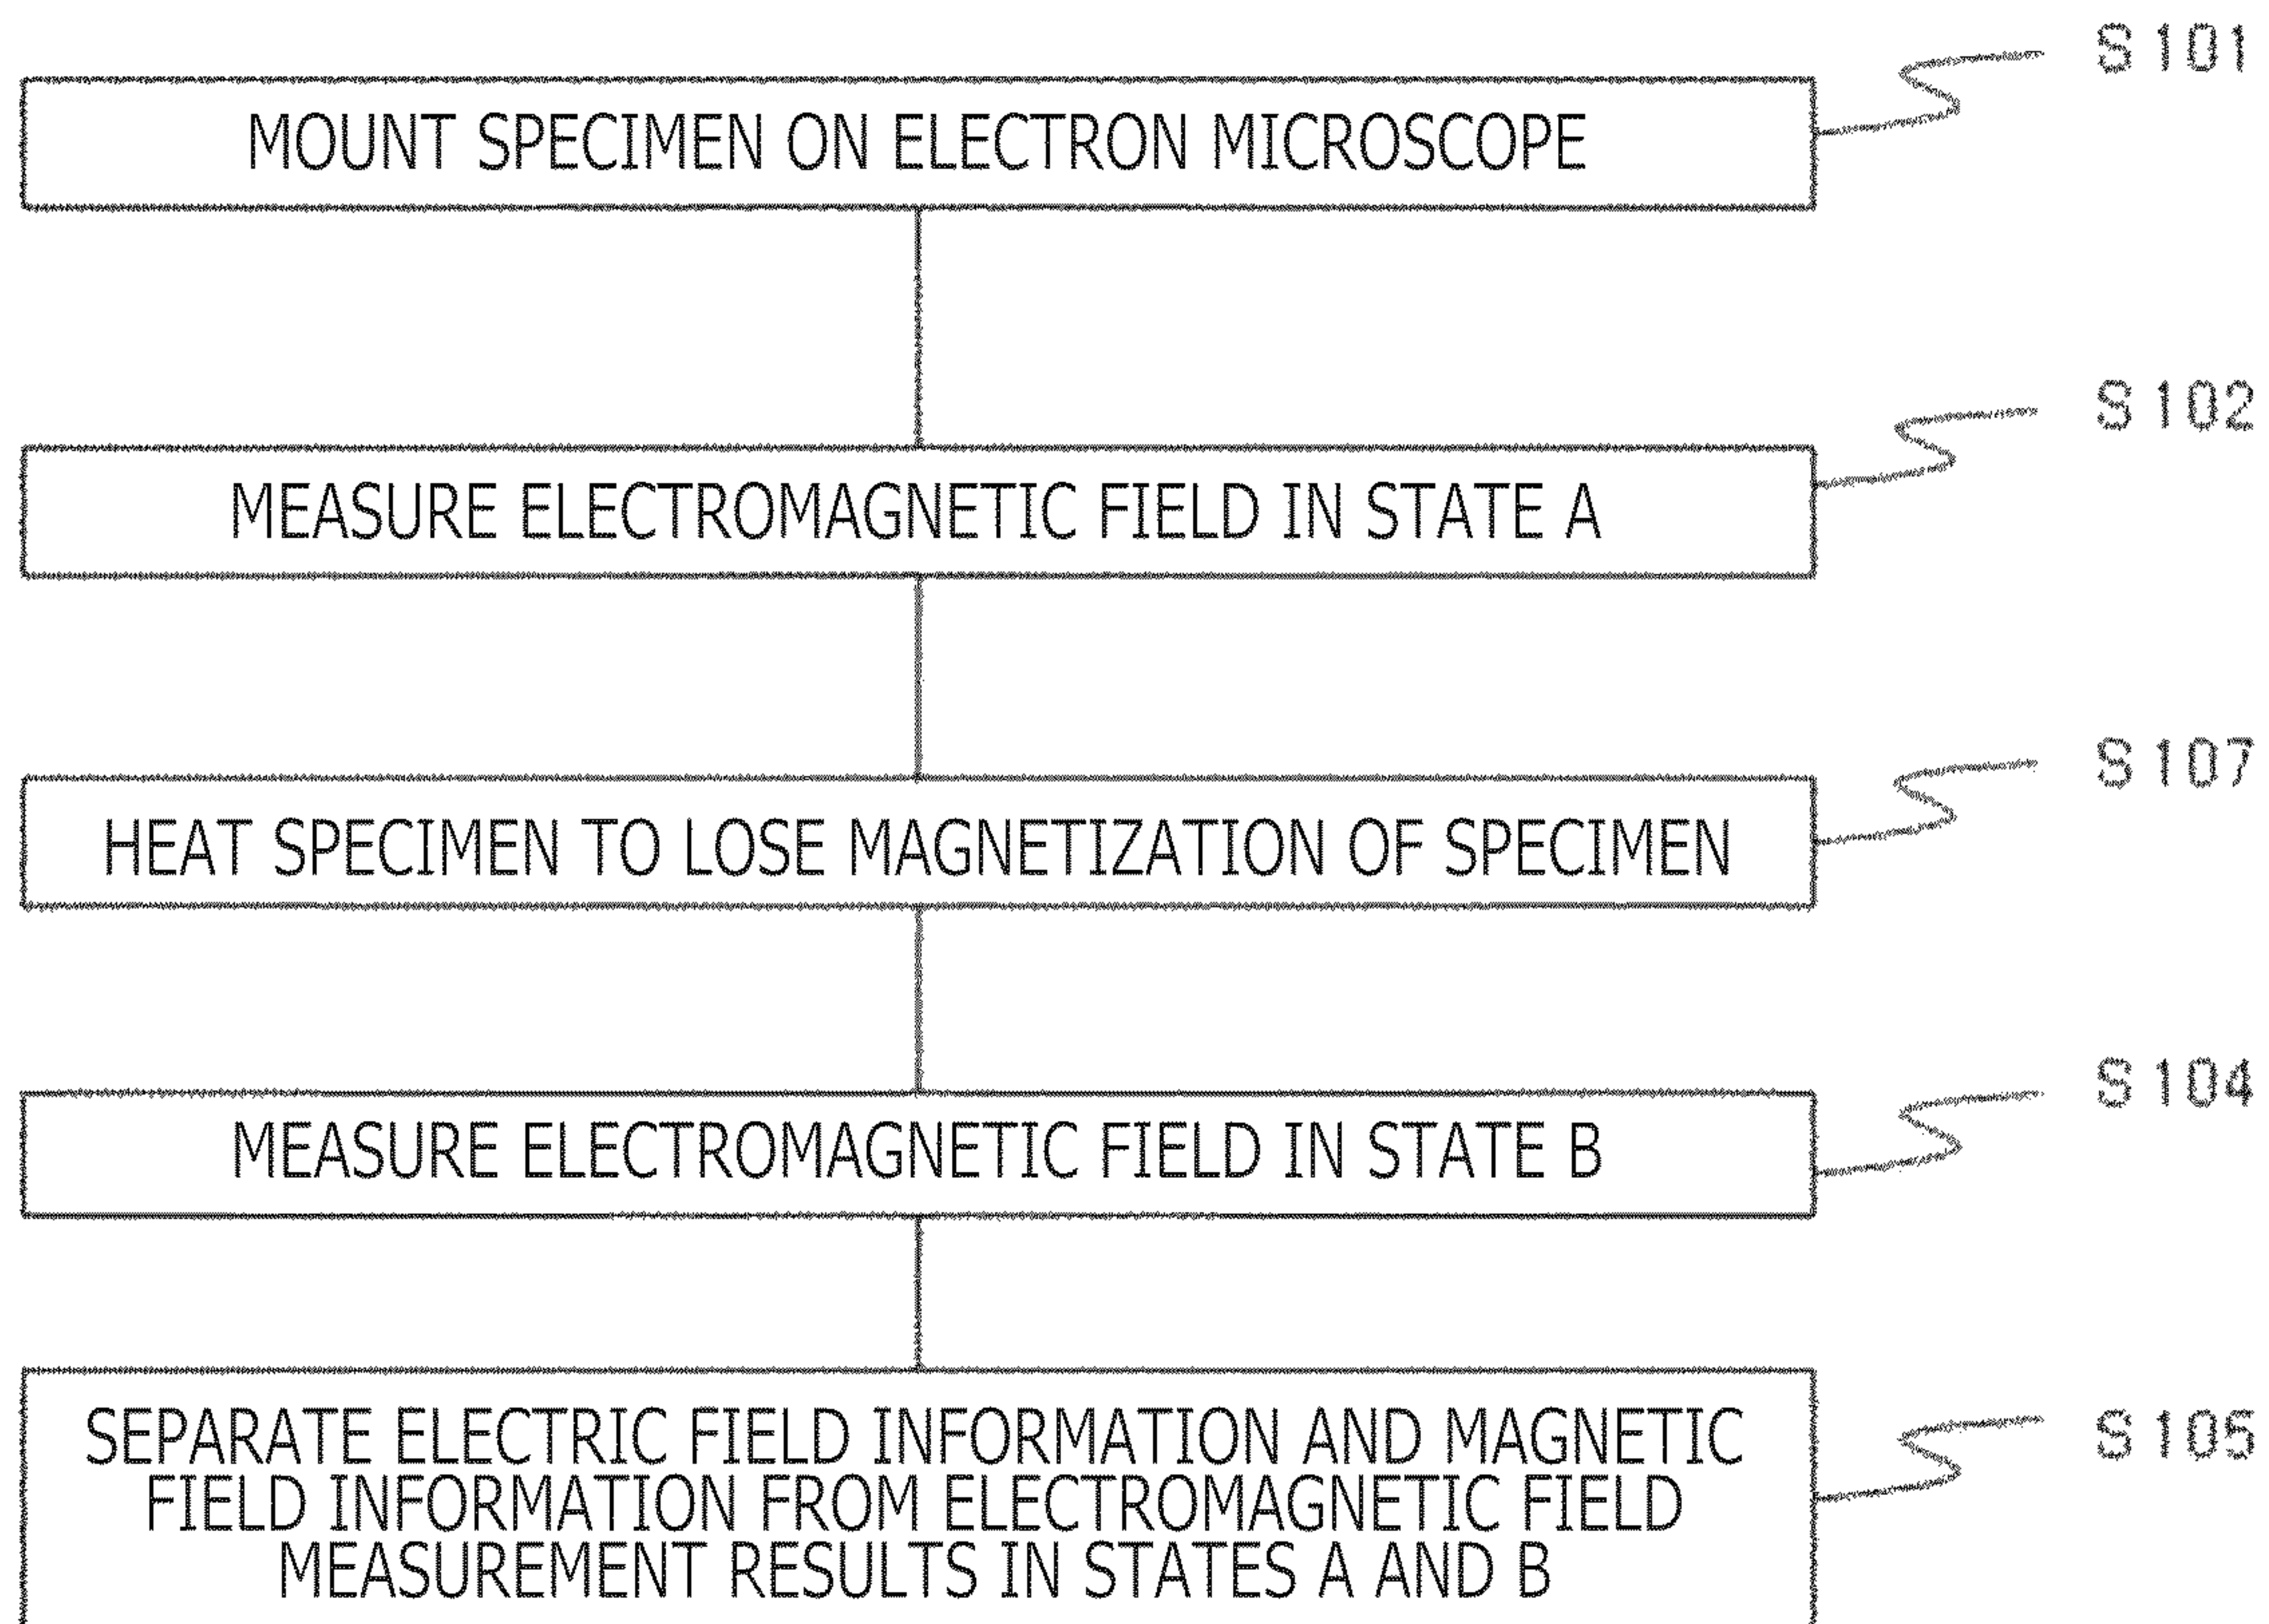 S101
MOUNT SPECIMEN ON ELECTRON MICROSCOPE
S102
MEASURE ELECTROMAGNETIC FIELD IN STATE A
S107
HEAT SPECIMEN TO LOSE MAGNETIZATION OF SPECIMEN
S104
MEASURE ELECTROMAGNETIC FIELD IN STATE B
S105
SEPARATE ELECTRIC FIELD INFORMATION AND MAGNETIC
FIELD INFORMATION FROM ELECTROMAGNETIC FIELD
MEASUREMENT RESULTS IN STATES A AND B